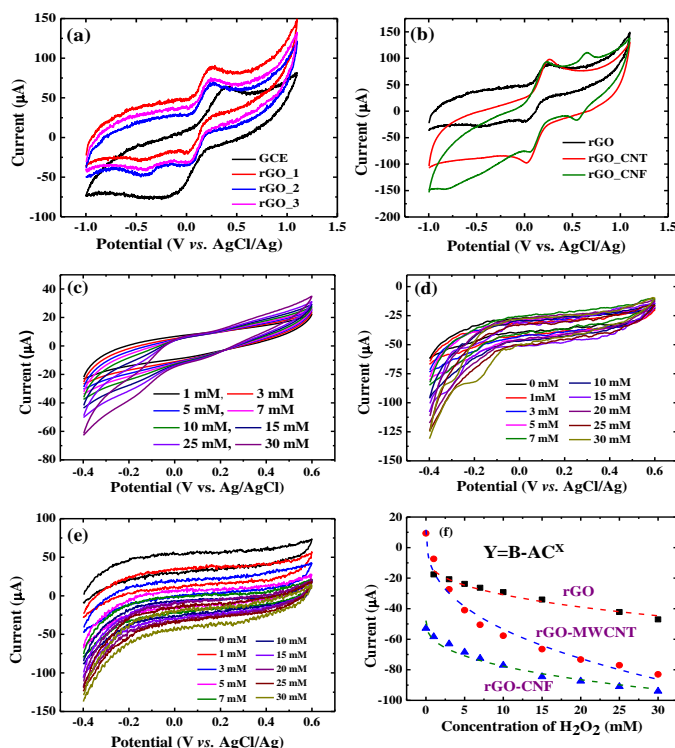 (a)
150
125
100
75
50
25
0
-25
-50
-75
-100
Current (µA)
GCE
rGO_1
rGO_2
rGO_3
-1.0 -0.5 0.0 0.5 1.0 1.5
Potential (V vs. AgCl/Ag)
(b)
200
150
100
50
0
-50
-100
-150
-200
Current (µA)
rGO
rGO_CNT
rGO_CNF
-1.0 -0.5 0.0 0.5 1.0 1.5
Potential (V vs. AgCl/Ag)
(c)
40
20
0
-20
-40
-60
-80
Current (µA)
1 mM, 3 mM
5 mM, 7 mM
10 mM, 15 mM
25 mM, 30 mM
-0.4 -0.2 0.0 0.2 0.4 0.6
Potential (V vs. Ag/AgCl)
(d)
0
-25
-50
-75
-100
-125
Current (µA)
0 mM 10 mM
1mM 15 mM
3 mM 20 mM
5 mM 25 mM
7 mM 30 mM
-0.4 -0.2 0.0 0.2 0.4 0.6
Potential (V vs. AgCl/Ag)
(e)
100
50
0
-50
-100
-150
Current (µA)
0 mM 10 mM
1 mM 15 mM
3 mM 20 mM
5 mM 25 mM
7 mM 30 mM
-0.4 -0.2 0.0 0.2 0.4 0.6
Potential (V vs. AgCl/Ag)
(f)
20
0
-20
-40
-60
-80
-100
Current (µA)
Y=B-AC^X
rGO
rGO-MWCNT
rGO-CNF
0 5 10 15 20 25 30
Concentration of H₂O₂ (mM)